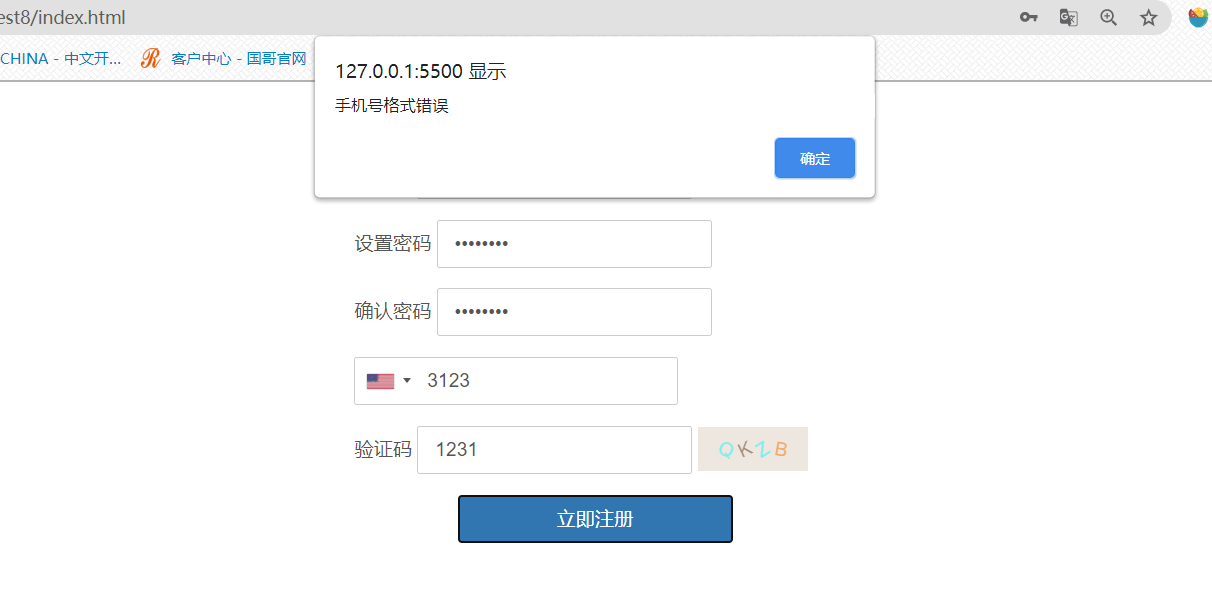 est8/index.html
CHINA - 中文开... 客户中心 - 国哥官网
127.0.0.1:5500 显示
手机号格式错误
确定
设置密码 ••••••••
确认密码 ••••••••
3123
验证码 1231 QKZB
立即注册